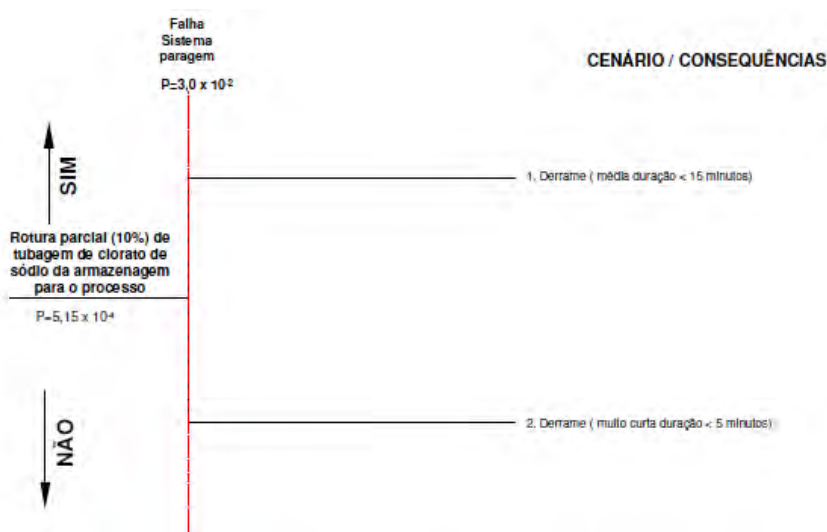 Falha
Sistema
paragem
P=3,0 x 10-2
CENÁRIO / CONSEQUÊNCIAS
SIM
1. Derrame ( média duração < 15 minutos)
Rotura parcial (10%) de
tubagem de clorato de
sódio da armazenagem
para o processo
P=5,15 x 10-4
NÃO
2. Derrame ( muito curta duração < 5 minutos)